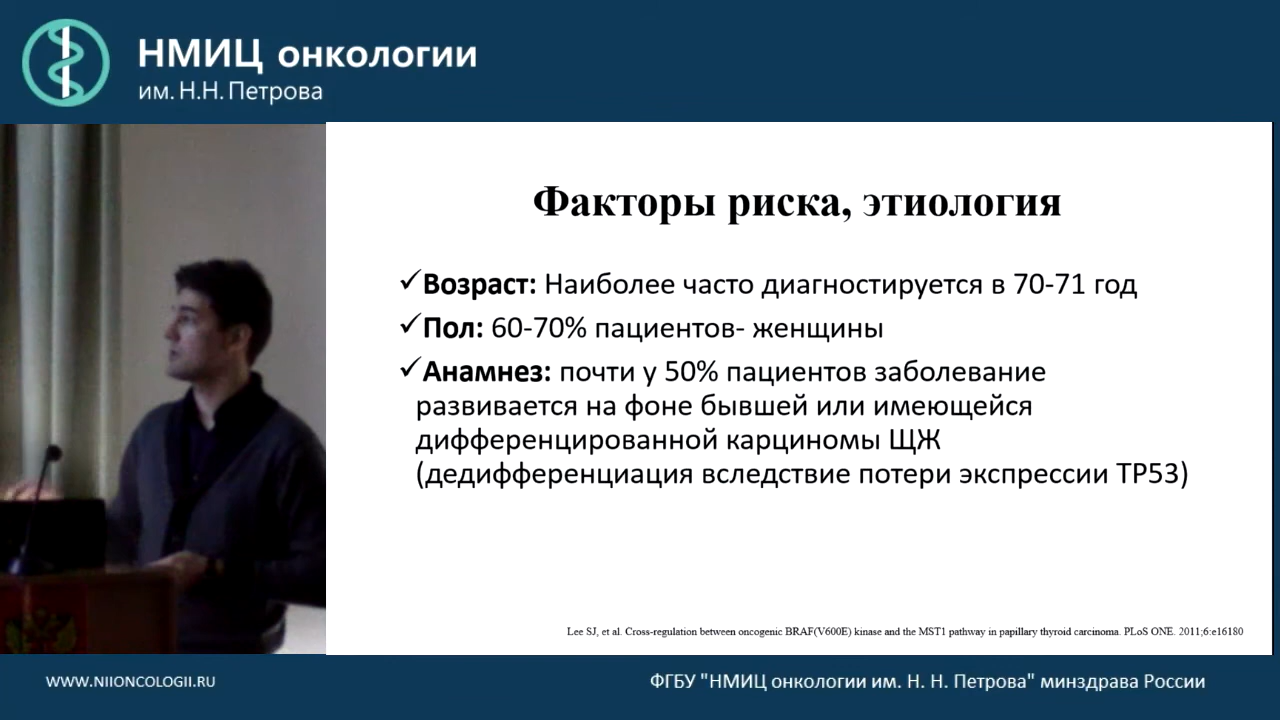 НМИЦ онкологии
им. Н.Н. Петрова
Факторы риска, этиология
✓Возраст: Наиболее часто диагностируется в 70-71 год
✓Пол: 60-70% пациентов- женщины
✓Анамнез: почти у 50% пациентов заболевание
развивается на фоне бывшей или имеющейся
дифференцированной карциномы ЩЖ
(дедифференциация вследствие потери экспрессии ТР53)
Lee SJ, et al. Cross-regulation between oncogenic BRAF(V600E) kinase and the MST1 pathway in papillary thyroid carcinoma. PLoS ONE. 2011;6:e16180
WWW.NIIONCOLOGII.RU
ФГБУ "НМИЦ онкологии им. Н. Н. Петрова" минздрава России